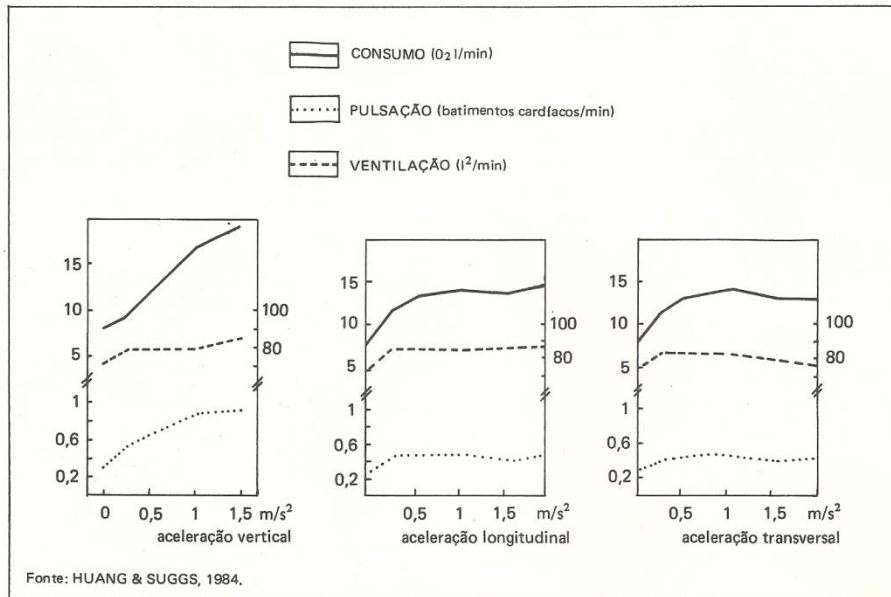 CONSUMO (O₂ l/min)
PULSAÇÃO (batimentos cardíacos/min)
VENTILAÇÃO (l²/min)
15
10
5
1
0,6
0,2
100
80
0 0,5 1 1,5 m/s²
aceleração vertical
15
10
5
1
0,6
0,2
100
80
0,5 1 1,5 m/s²
aceleração longitudinal
15
10
5
1
0,6
0,2
100
80
0,5 1 1,5 m/s²
aceleração transversal
Fonte: HUANG & SUGGS, 1984.